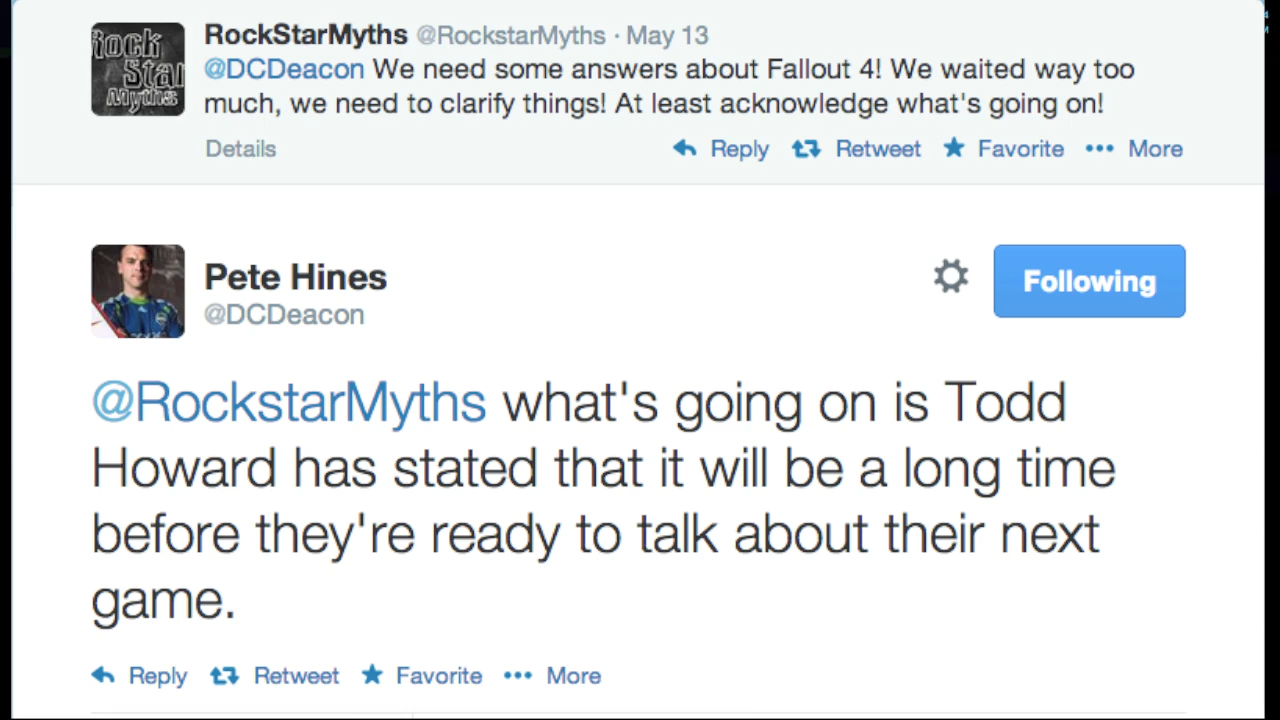 Rock
Star
Myths
RockStarMyths @RockstarMyths · May 13
@DCDeacon We need some answers about Fallout 4! We waited way too
much, we need to clarify things! At least acknowledge what's going on!
Details Reply Retweet Favorite More
Pete Hines
@DCDeacon
Following
@RockstarMyths what's going on is Todd
Howard has stated that it will be a long time
before they're ready to talk about their next
game.
Reply Retweet Favorite More